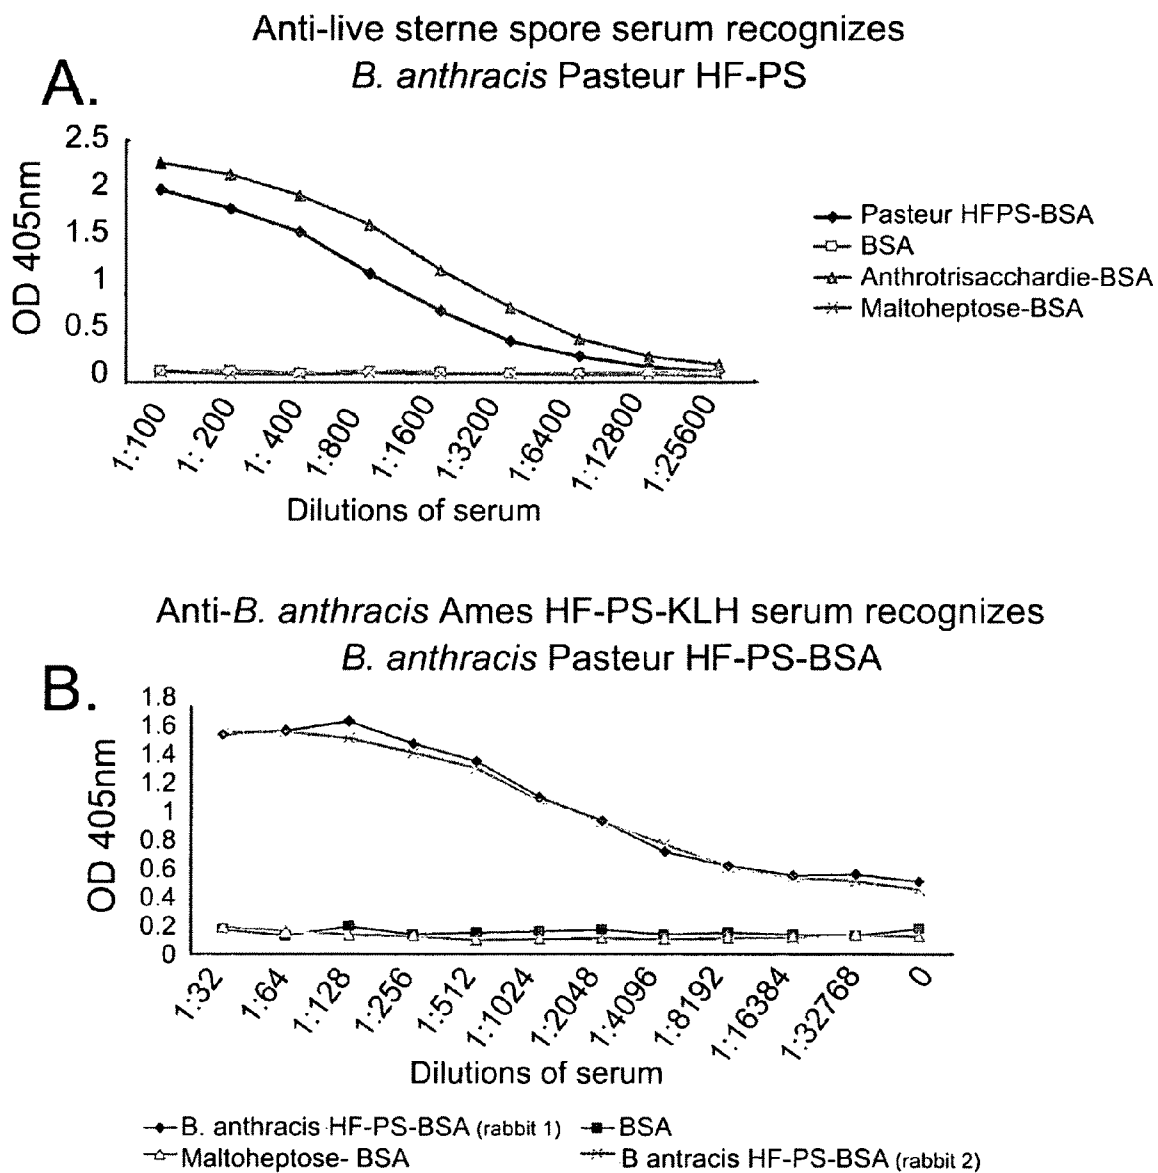 Anti-live sterne spore serum recognizes
B. anthracis Pasteur HF-PS
A.
2.5
2
1.5
1
0.5
0
OD 405nm
1:100
1: 200
1: 400
1:800
1:1600
1:3200
1:6400
1:12800
1:25600
Dilutions of serum
Pasteur HFPS-BSA
BSA
Anthrotrisacchardie-BSA
Maltoheptose-BSA
Anti-B. anthracis Ames HF-PS-KLH serum recognizes
B. anthracis Pasteur HF-PS-BSA
B.
1.8
1.6
1.4
1.2
1
0.8
0.6
0.4
0.2
0
OD 405nm
1:32
1:64
1:128
1:256
1:512
1:1024
1:2048
1:4096
1:8192
1:16384
1:32768
0
Dilutions of serum
B. anthracis HF-PS-BSA (rabbit 1)
BSA
Maltoheptose- BSA
B antracis HF-PS-BSA (rabbit 2)